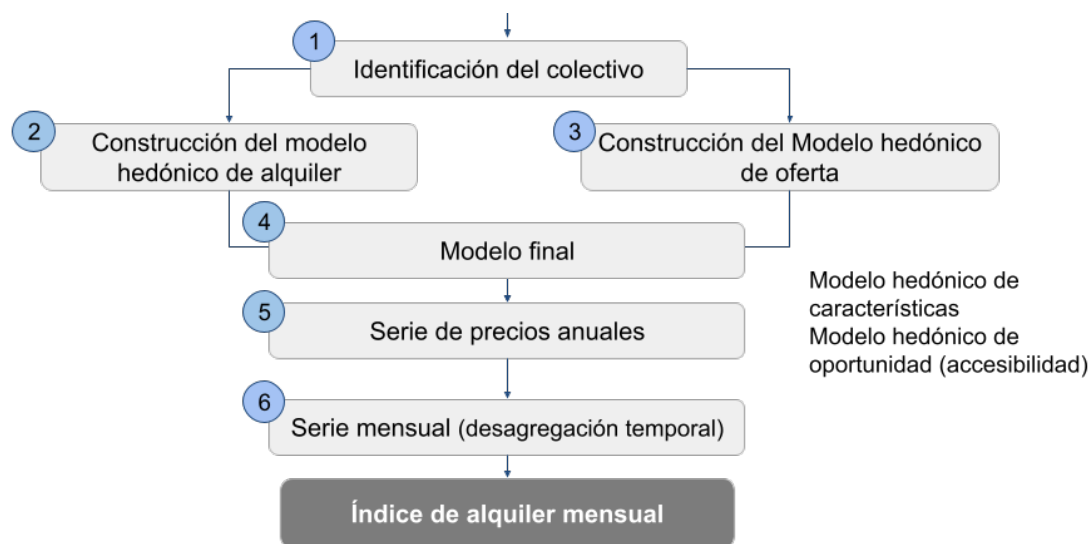 1
Identificación del colectivo
2
Construcción del modelo
hedónico de alquiler
3
Construcción del Modelo hedónico
de oferta
4
Modelo final
Modelo hedónico de
características
Modelo hedónico de
oportunidad (accesibilidad)
5
Serie de precios anuales
6
Serie mensual (desagregación temporal)
Índice de alquiler mensual